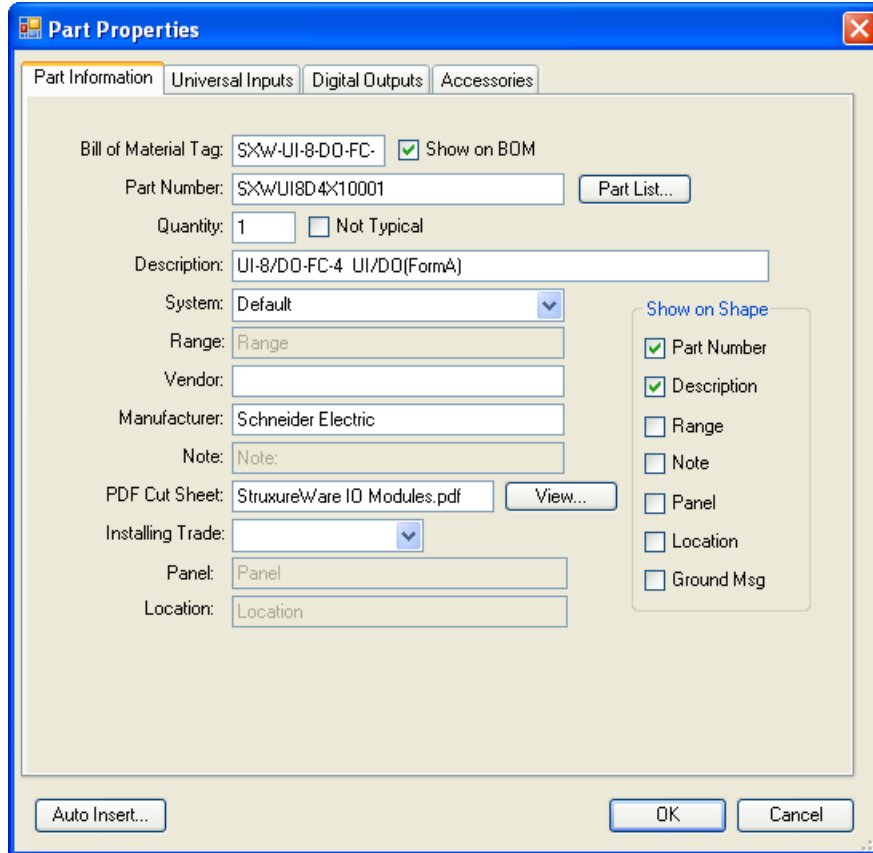 Part Properties
Part Information Universal Inputs Digital Outputs Accessories
Bill of Material Tag: SXW-UI-8-DO-FC- Show on BOM
Part Number: SXWUI8D4X10001 Part List...
Quantity: 1 Not Typical
Description: UI-8/DO-FC-4 UI/DO(FormA)
System: Default
Show on Shape
Range: Range
Part Number
Vendor:
Description
Manufacturer: Schneider Electric
Range
Note: Note:
Note
PDF Cut Sheet: StruxureWare IO Modules.pdf View...
Panel
Installing Trade:
Location
Panel: Panel
Ground Msg
Location: Location
Auto Insert... OK Cancel